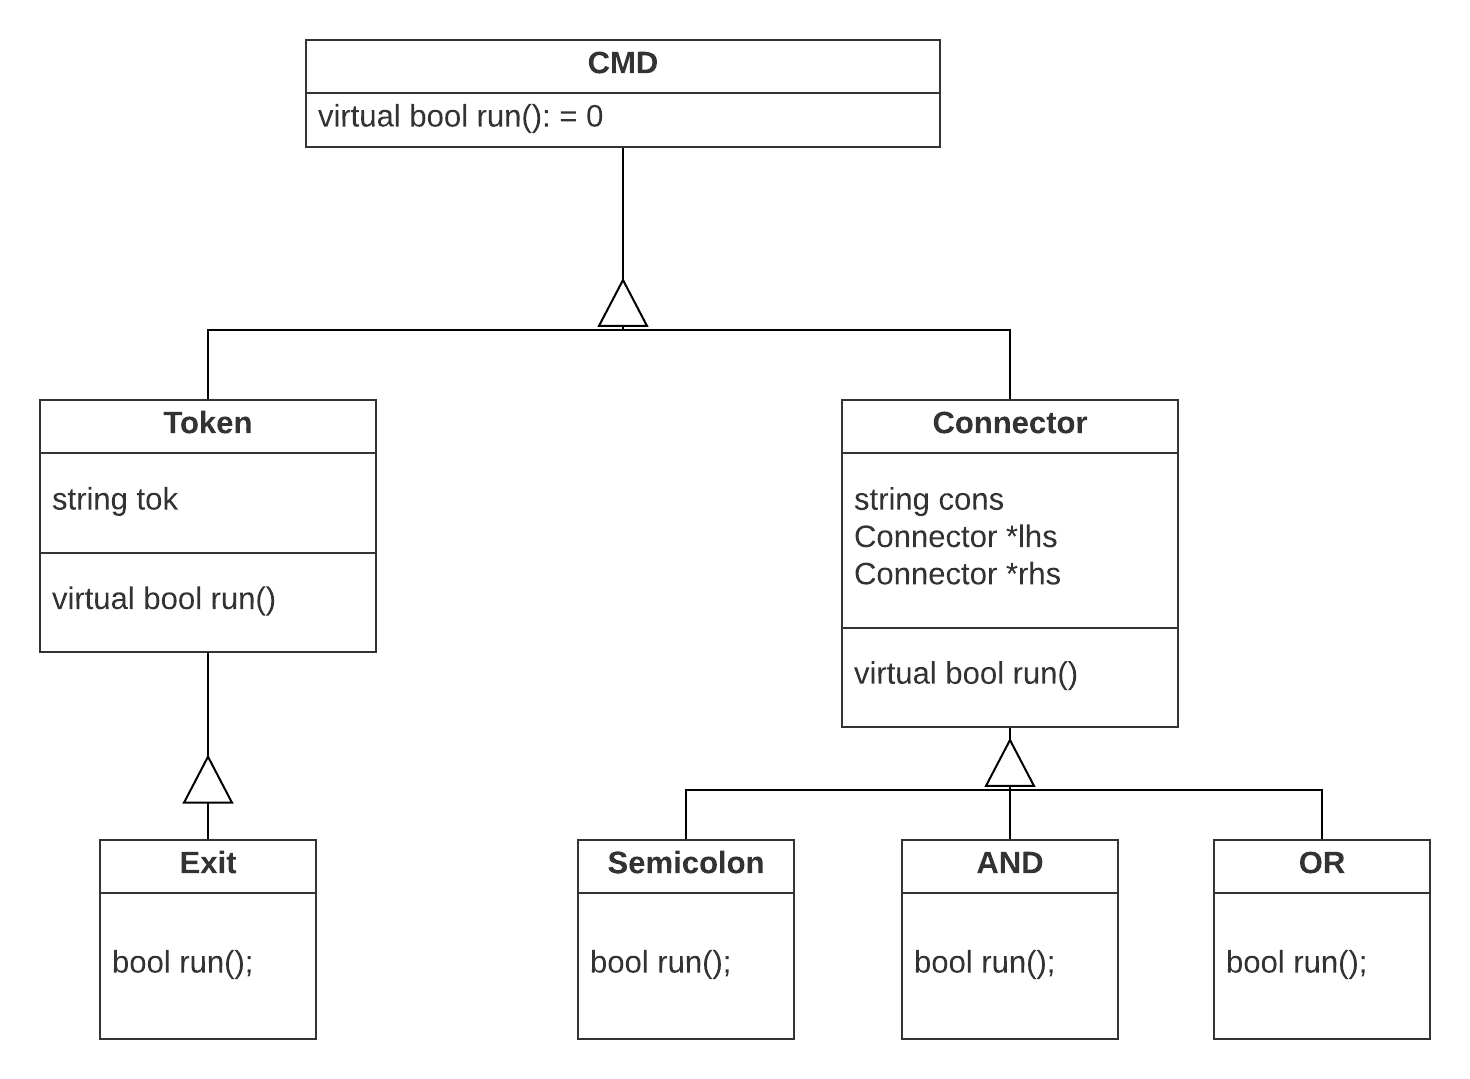 CMD
virtual bool run(): = 0
Token
string tok
virtual bool run()
Connector
string cons
Connector *lhs
Connector *rhs
virtual bool run()
Exit
bool run();
Semicolon
bool run();
AND
bool run();
OR
bool run();